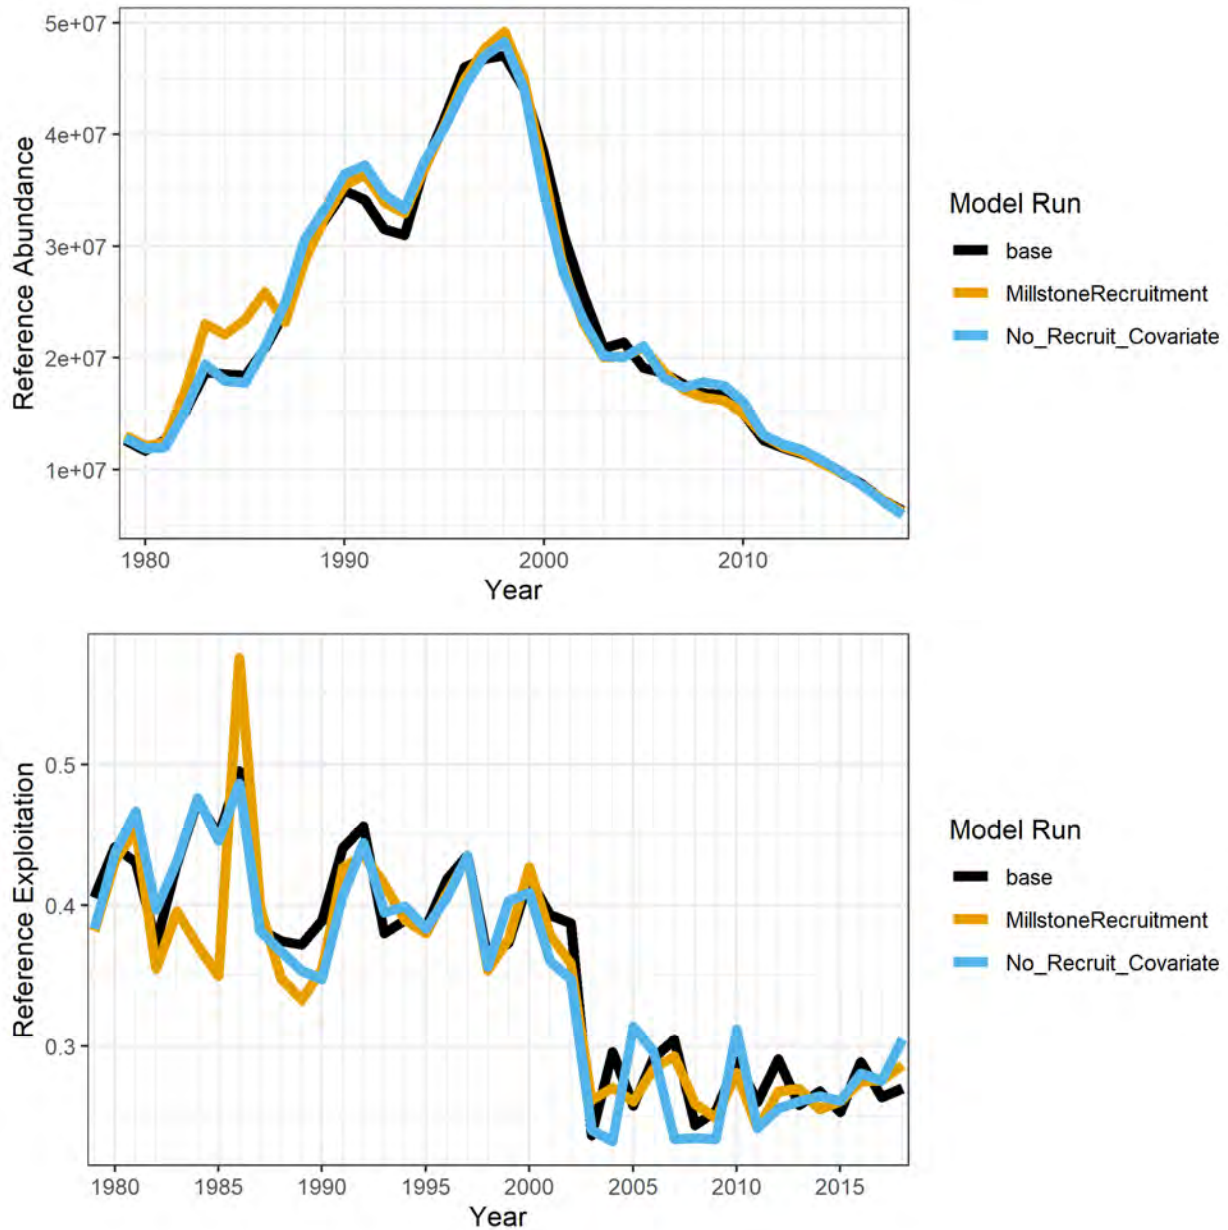 5e+07
4e+07
3e+07
2e+07
1e+07
Reference Abundance
1980 1990 2000 2010
Year
Model Run
base
MillstoneRecruitment
No_Recruit_Covariate
0.5
0.4
0.3
Reference Exploitation
1980 1985 1990 1995 2000 2005 2010 2015
Year
Model Run
base
MillstoneRecruitment
No_Recruit_Covariate